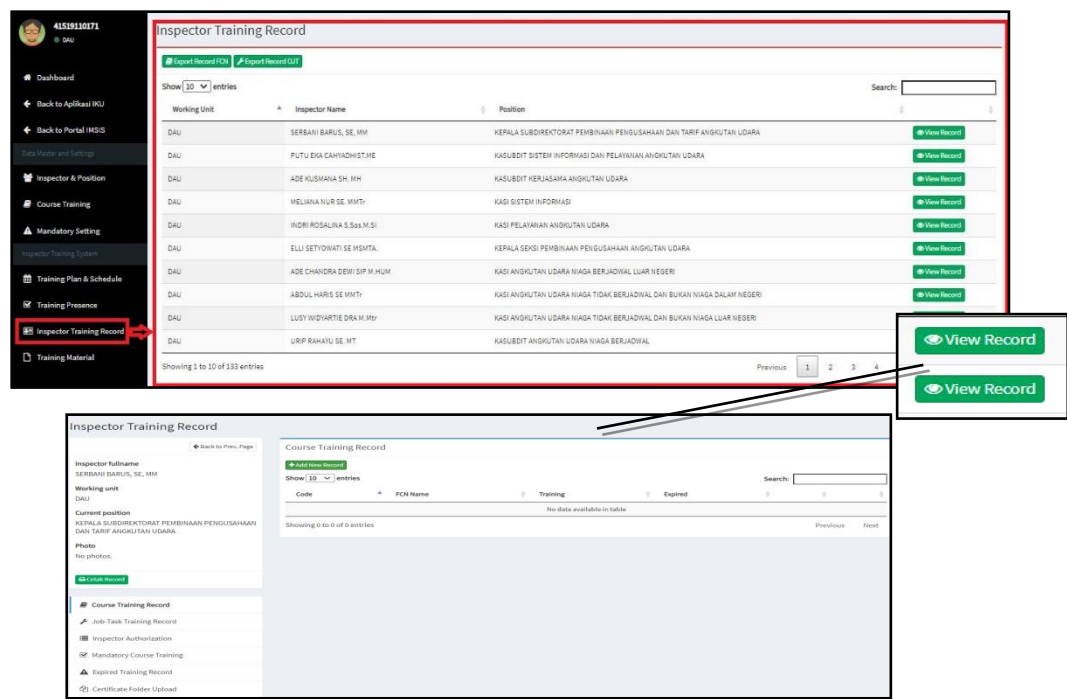 41519110171
DAU
Dashboard
Back to Aplikasi IKU
Back to Portal IMSIS
Data Master and Settings
Inspector & Position
Course Training
Mandatory Setting
Inspector Training System
Training Plan & Schedule
Training Presence
Inspector Training Record
Training Material
Inspector Training Record
Export Record FCN Export Record OJT
Show 10 entries Search:
Working Unit Inspector Name Position
DAU SERBANI BARUS, SE, MM KEPALA SUBDIREKTORAT PEMBINAAN PENGUSAHAAN DAN TARIF ANGKUTAN UDARA View Record
DAU PUTU EKA CAHYADHIST.ME KASUBDIT SISTEM INFORMASI DAN PELAYANAN ANGKUTAN UDARA View Record
DAU ADE KUSMANA SH. MH KASUBDIT KERJASAMA ANGKUTAN UDARA View Record
DAU MELIANA NUR SE. MMTr KASI SISTEM INFORMASI View Record
DAU INDRI ROSALINA S.Sos.M.Si KASI PELAYANAN ANGKUTAN UDARA View Record
DAU ELLI SETYOWATI SE MSMTA. KEPALA SEKSI PEMBINAAN PENGUSAHAAN ANGKUTAN UDARA View Record
DAU ADE CHANDRA DEWI SIP M.HUM KASI ANGKUTAN UDARA NIAGA BERJADWAL LUAR NEGERI View Record
DAU ABDUL HARIS SE MMTr KASI ANGKUTAN UDARA NIAGA TIDAK BERJADWAL DAN BUKAN NIAGA DALAM NEGERI View Record
DAU LUSY WIDYARTIE DRA M.Mtr KASI ANGKUTAN UDARA NIAGA TIDAK BERJADWAL DAN BUKAN NIAGA LUAR NEGERI
DAU URIP RAHAYU SE. MT KASUBDIT ANGKUTAN UDARA NIAGA BERJADWAL
Showing 1 to 10 of 133 entries Previous 1 2 3 4
View Record
View Record
Inspector Training Record
Back to Prev. Page
Inspector fullname
SERBANI BARUS, SE, MM
Working unit
DAU
Current position
KEPALA SUBDIREKTORAT PEMBINAAN PENGUSAHAAN
DAN TARIF ANGKUTAN UDARA
Photo
No photos.
Cetak Record
Course Training Record
Job-Task Training Record
Inspector Authorization
Mandatory Course Training
Expired Training Record
Certificate Folder Upload
Course Training Record
Add New Record
Show 10 entries Search:
Code FCN Name Training Expired
No data available in table
Showing 0 to 0 of 0 entries Previous Next